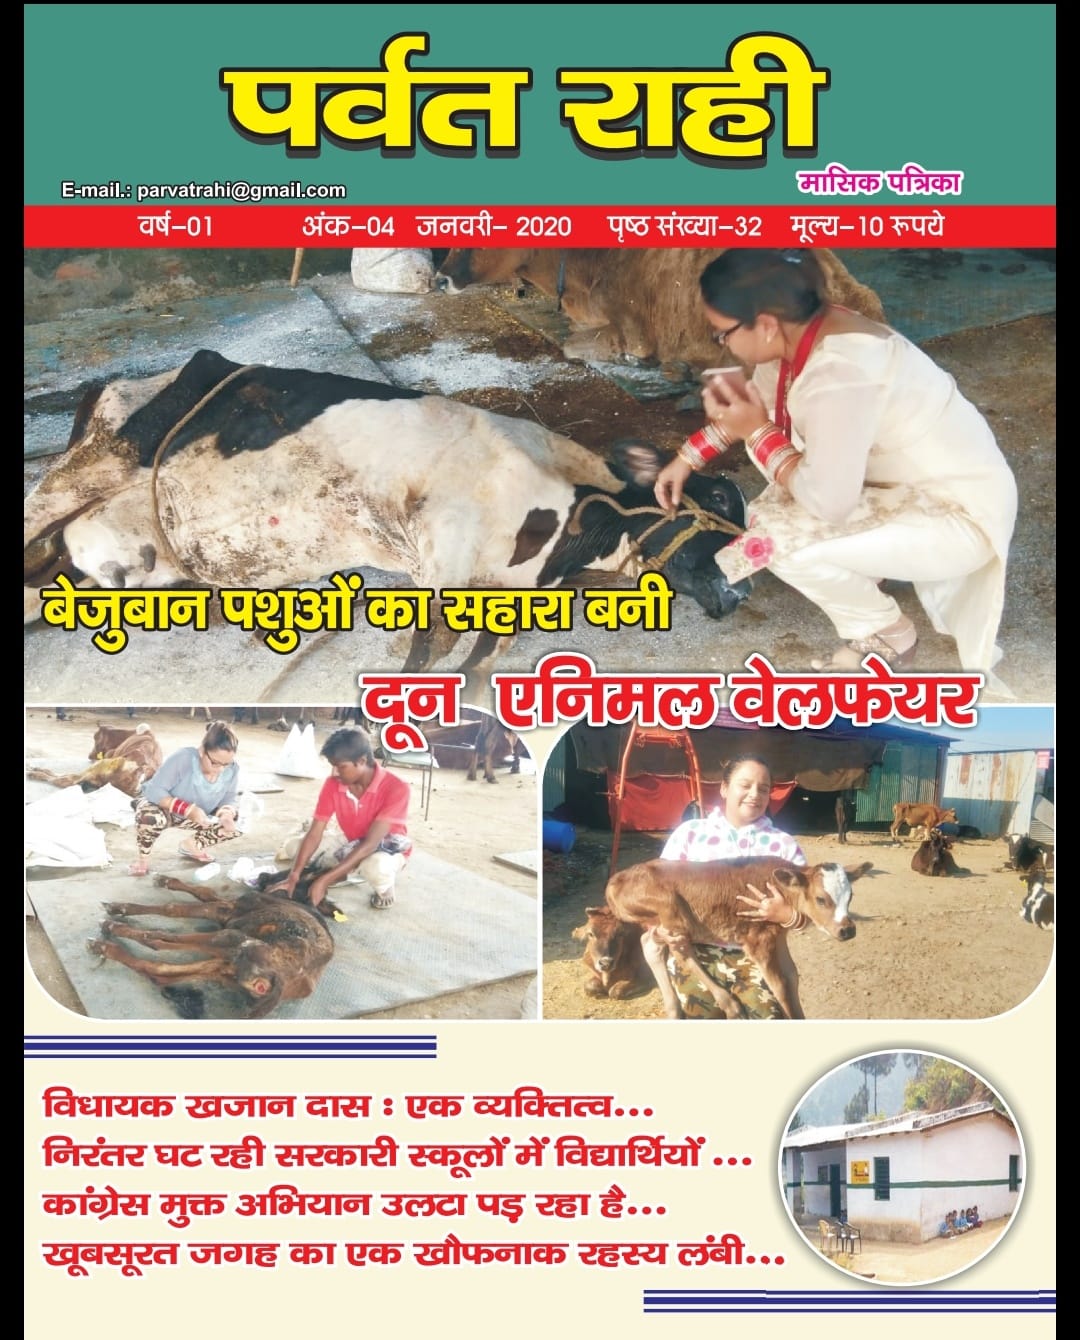 पर्वत राही
मासिक पत्रिका
E-mail.: parvatrahi@gmail.com
वर्ष-01 अंक-04 जनवरी- 2020 पृष्ठ संख्या-32 मूल्य-10 रूपये
बेजुबान पशुओं का सहारा बनी
दून एनिमल वेलफेयर
विधायक खजान दास : एक व्यक्तित्व...
निरंतर घट रही सरकारी स्कूलों में विद्यार्थियों ...
कांग्रेस मुक्त अभियान उलटा पड़ रहा है...
खूबसूरत जगह का एक खौफनाक रहस्य लंबी...